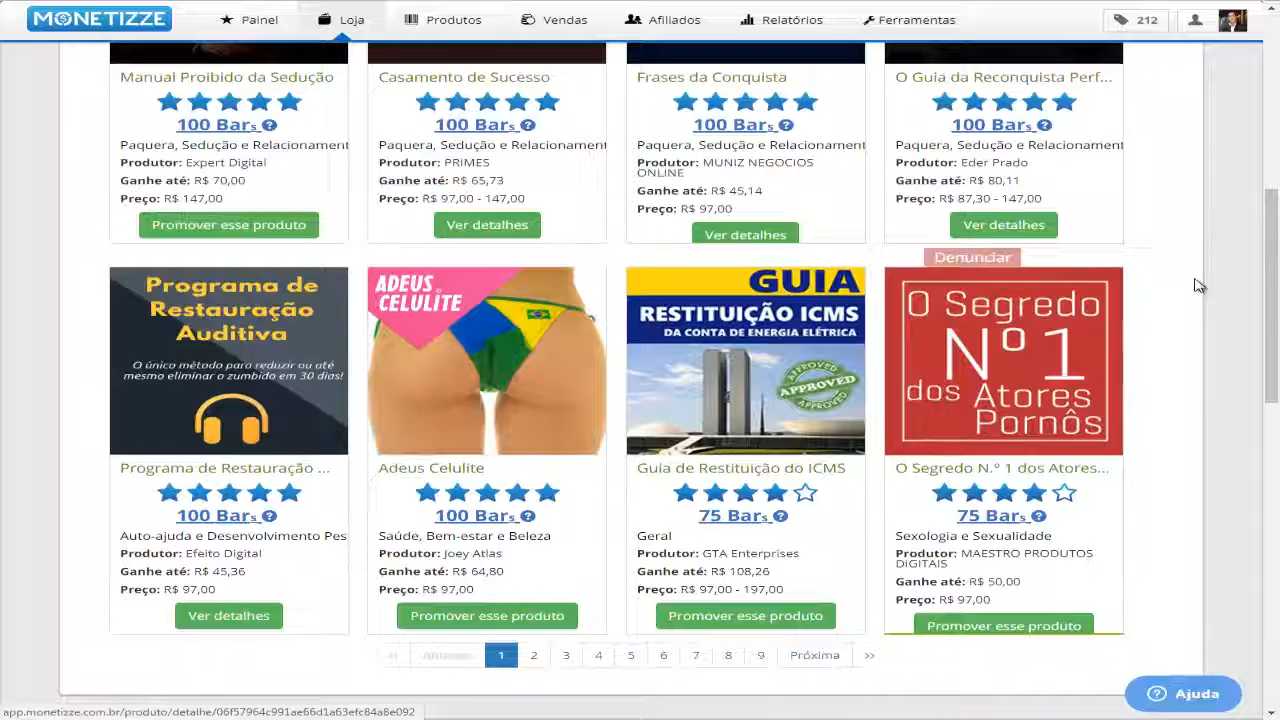 MONETIZZE
Painel
Loja
Produtos
Vendas
Afiliados
Relatórios
Ferramentas
212
Manual Proibido da Sedução
100 Bars
Paquera, Sedução e Relacionament
Produtor: Expert Digital
Ganhe até: R$ 70,00
Preço: R$ 147,00
Promover esse produto
Casamento de Sucesso
100 Bars
Paquera, Sedução e Relacionament
Produtor: PRIMES
Ganhe até: R$ 65,73
Preço: R$ 97,00 - 147,00
Ver detalhes
Frases da Conquista
100 Bars
Paquera, Sedução e Relacionament
Produtor: MUNIZ NEGOCIOS
ONLINE
Ganhe até: R$ 45,14
Preço: R$ 97,00
Ver detalhes
O Guia da Reconquista Perf...
100 Bars
Paquera, Sedução e Relacionament
Produtor: Eder Prado
Ganhe até: R$ 80,11
Preço: R$ 87,30 - 147,00
Ver detalhes
Programa de
Restauração
Auditiva
O único método para reduzir ou até
mesmo eliminar o zumbido em 30 dias!
Programa de Restauração ...
100 Bars
Auto-ajuda e Desenvolvimento Pes
Produtor: Efeito Digital
Ganhe até: R$ 45,36
Preço: R$ 97,00
Ver detalhes
ADEUS
CELULITE
Adeus Celulite
100 Bars
Saúde, Bem-estar e Beleza
Produtor: Joey Atlas
Ganhe até: R$ 64,80
Preço: R$ 97,00
Promover esse produto
GUIA
RESTITUIÇÃO ICMS
DA CONTA DE ENERGIA ELÉTRICA
APPROVED
APPROVED
APPROVED
Guia de Restituição do ICMS
75 Bars
Geral
Produtor: GTA Enterprises
Ganhe até: R$ 108,26
Preço: R$ 97,00 - 197,00
Promover esse produto
Denunciar
O Segredo
Nº 1
dos Atores
Pornôs
O Segredo N.º 1 dos Atores...
75 Bars
Sexologia e Sexualidade
Produtor: MAESTRO PRODUTOS
DIGITAIS
Ganhe até: R$ 50,00
Preço: R$ 97,00
Promover esse produto
« 1 2 3 4 5 6 7 8 9 Próxima »
Ajuda
app.monetizze.com.br/produto/detalhe/06f57964c991ae66d1a63efc84a8e092